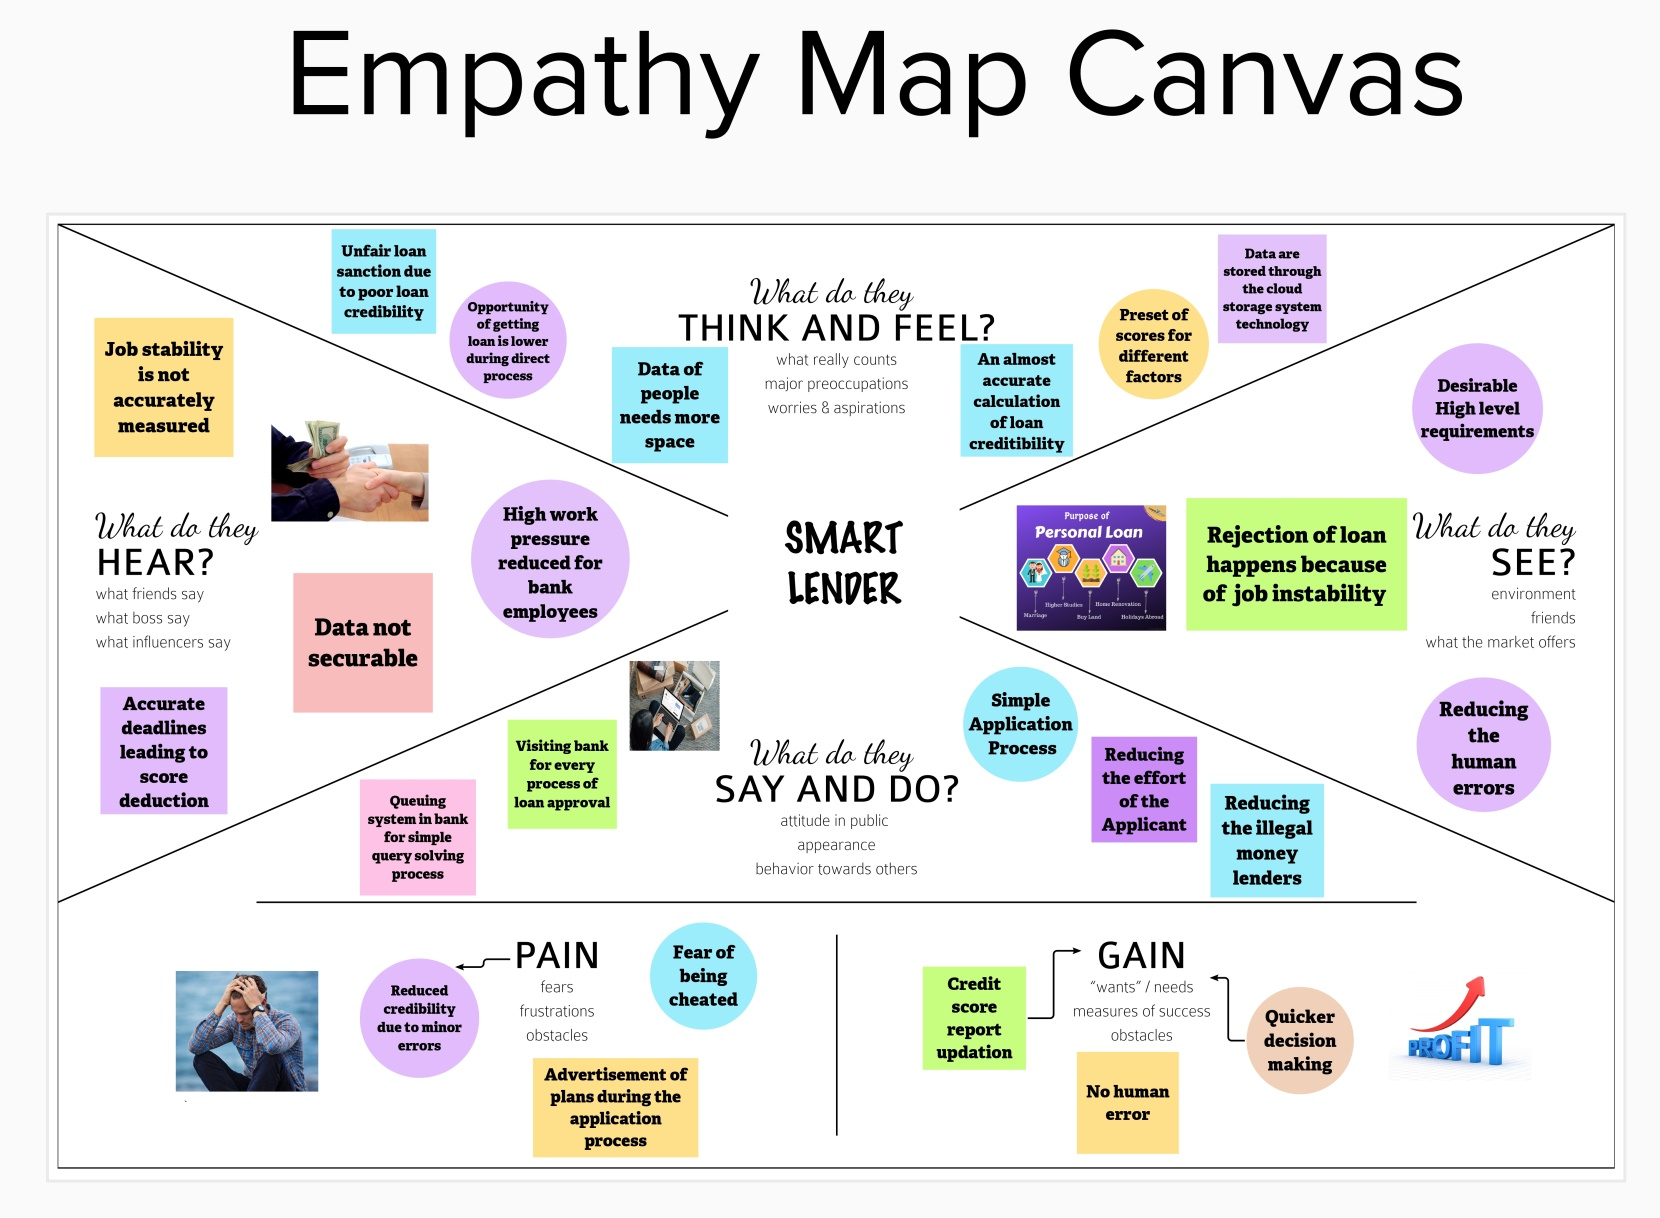 Empathy Map Canvas
Unfair loan
sanction due
to poor loan
credibility
Opportunity
of getting
loan is lower
during direct
process
Data of
people
needs more
space
What do they
THINK AND FEEL?
what really counts
major preoccupations
worries & aspirations
An almost
accurate
calculation
of loan
creditibility
Preset of
scores for
different
factors
Data are
stored through
the cloud
storage system
technology
Job stability
is not
accurately
measured
What do they
HEAR?
what friends say
what boss say
what influencers say
High work
pressure
reduced for
bank
employees
Data not
securable
Accurate
deadlines
leading to
score
deduction
SMART
LENDER
Desirable
High level
requirements
Purpose of
Personal Loan
Higher Studies
Home Renovation
Marriage
Buy Land
Holidays Abroad
Rejection of loan
happens because
of job instability
What do they
SEE?
environment
friends
what the market offers
Reducing
the
human
errors
Queuing
system in bank
for simple
query solving
process
Visiting bank
for every
process of
loan approval
What do they
SAY AND DO?
attitude in public
appearance
behavior towards others
Simple
Application
Process
Reducing
the effort
of the
Applicant
Reducing
the illegal
money
lenders
Reduced
credibility
due to minor
errors
PAIN
fears
frustrations
obstacles
Fear of
being
cheated
Advertisement of
plans during the
application
process
Credit
score
report
updation
GAIN
"wants" / needs
measures of success
obstacles
No human
error
Quicker
decision
making
PROFIT